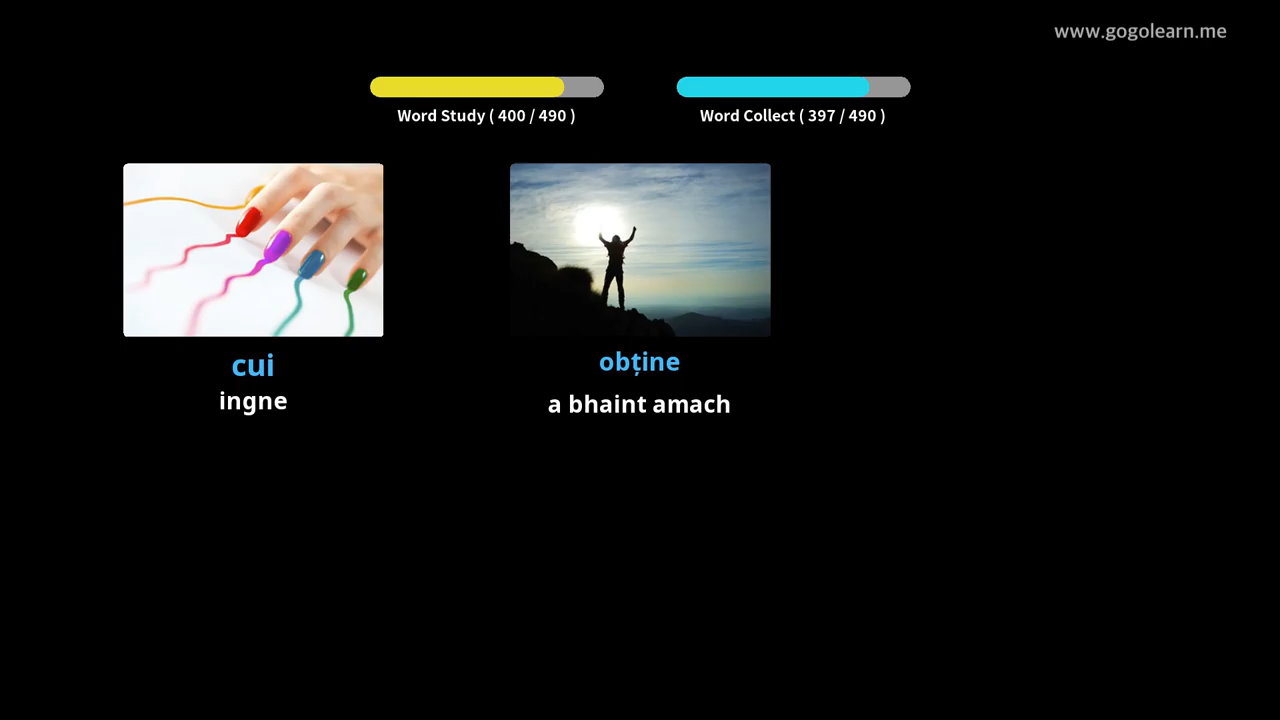 www.gogolearn.me
Word Study ( 400 / 490 )
Word Collect ( 397 / 490 )
cui
ingne
obține
a bhaint amach